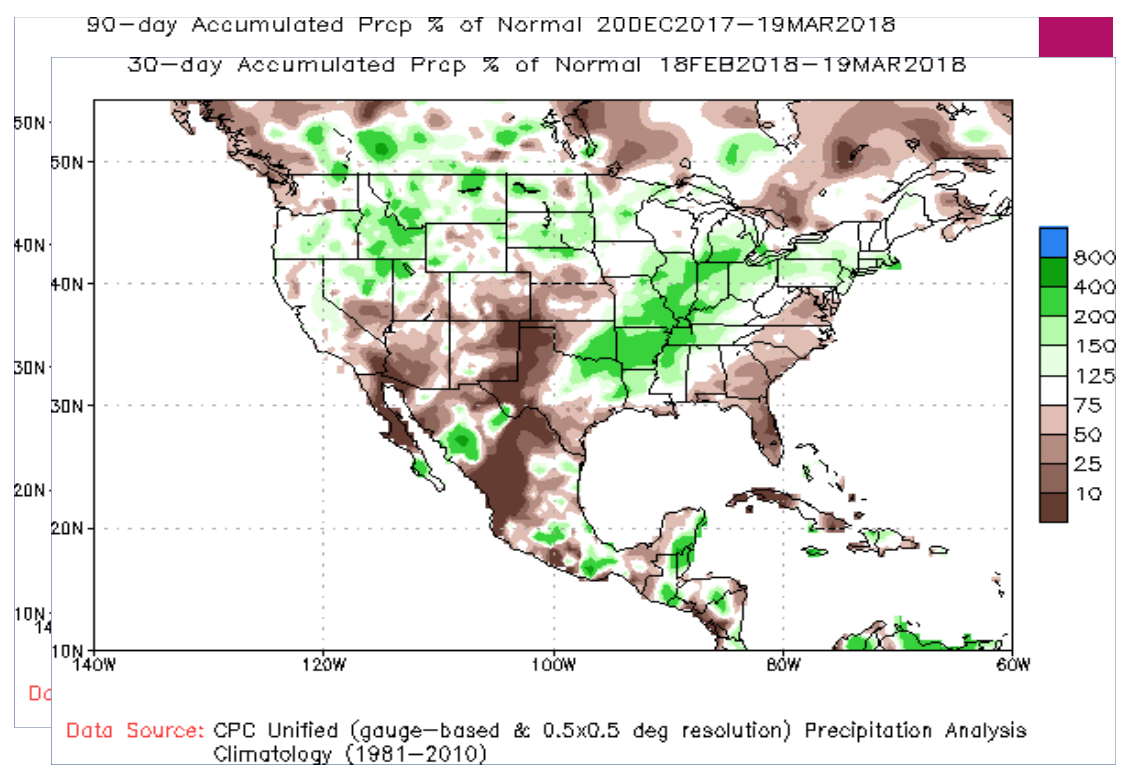 90-day Accumulated Prcp % of Normal 20DEC2017-19MAR2018
30-day Accumulated Prcp % of Normal 18FEB2018-19MAR2018
50N
50N
40N
40N
30N
30N
20N
20N
10N
14
10N
140W 120W 100W 80W 60W
800
400
200
150
125
75
50
25
10
Da
Data Source: CPC Unified (gauge-based & 0.5x0.5 deg resolution) Precipitation Analysis
Climatology (1981-2010)